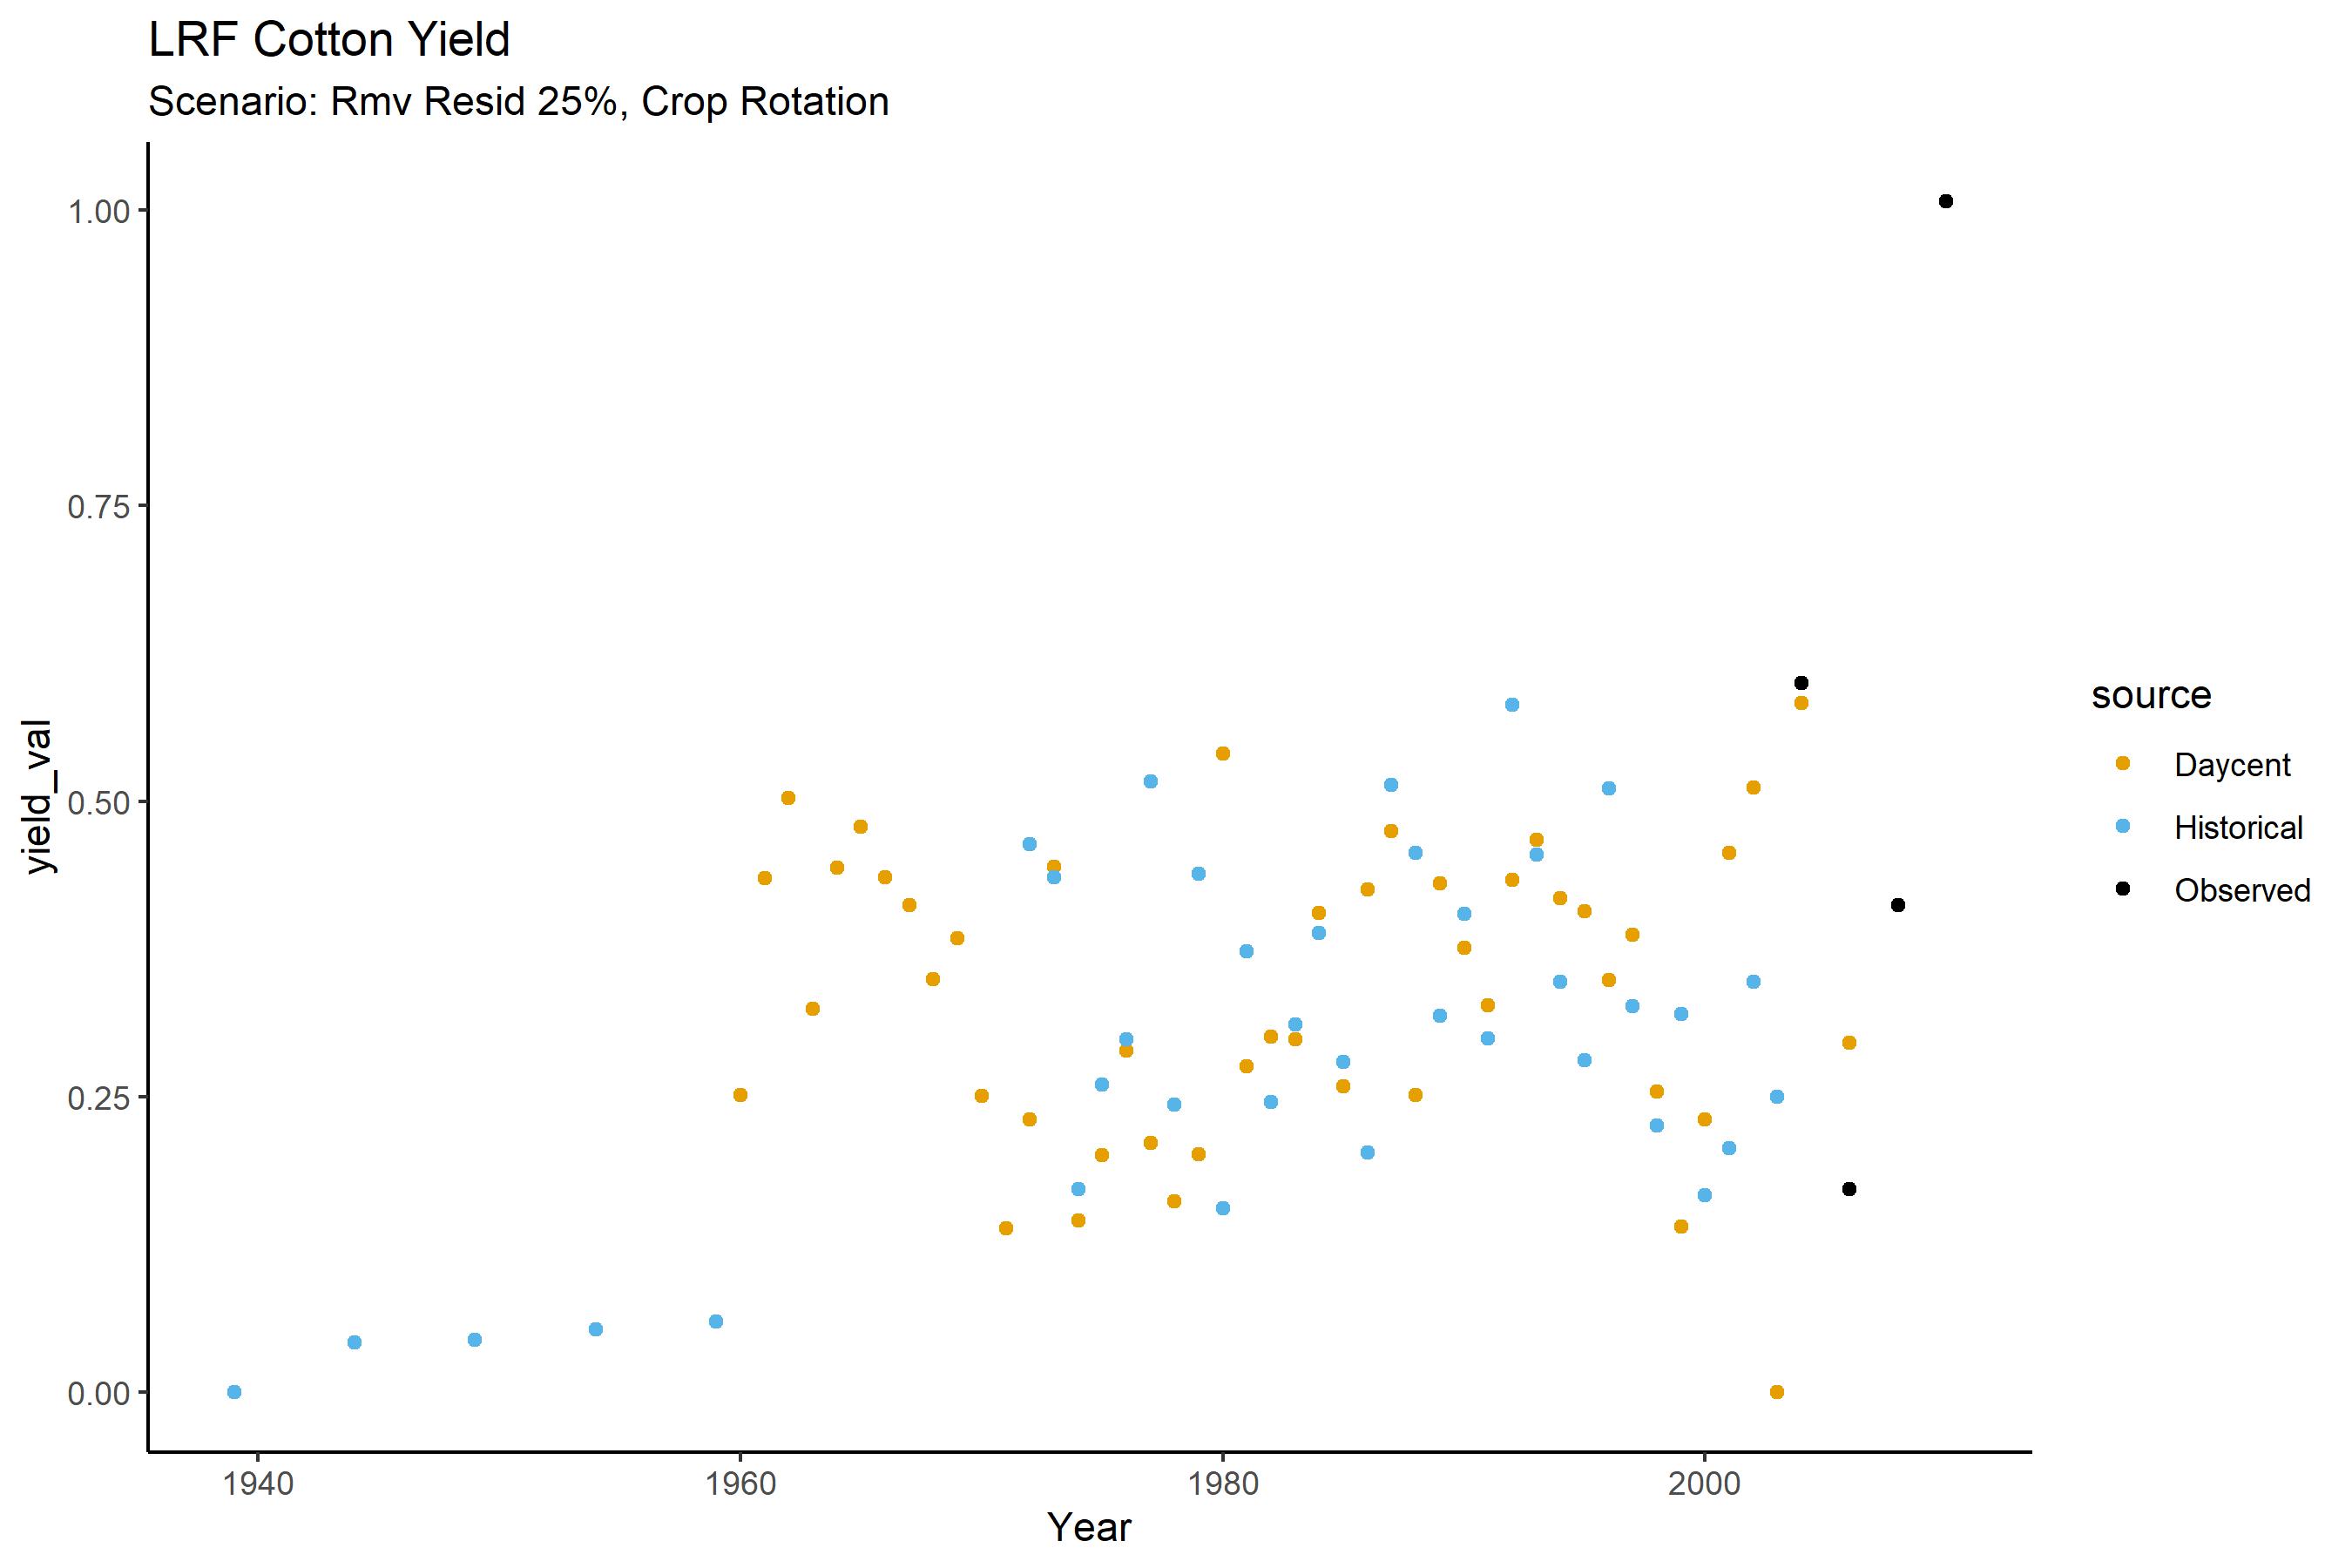 LRF Cotton Yield
Scenario: Rmv Resid 25%, Crop Rotation
1.00
0.75
0.50
0.25
0.00
yield_val
1940
1960
1980
2000
Year
source
Daycent
Historical
Observed